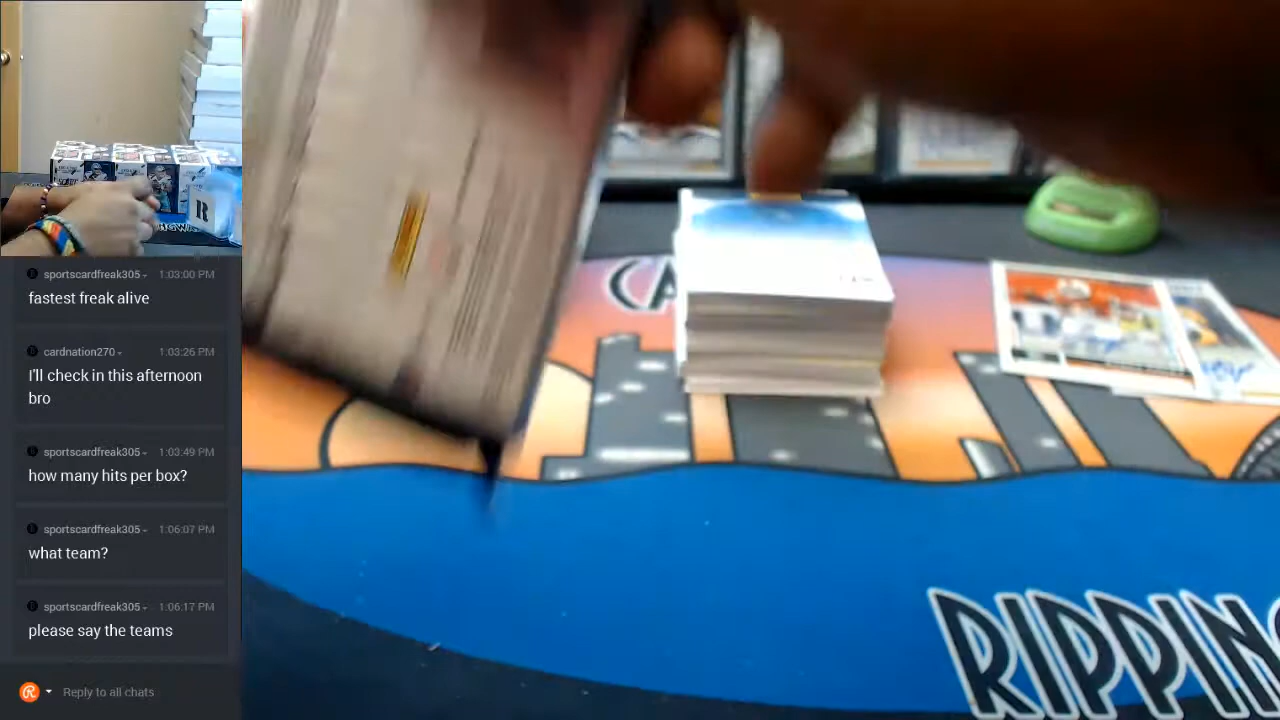 sportscardfreak305 1:03:00 PM
fastest freak alive
cardnation270 1:03:26 PM
I'll check in this afternoon
bro
sportscardfreak305 1:03:49 PM
how many hits per box?
sportscardfreak305 1:06:07 PM
what team?
sportscardfreak305 1:06:17 PM
please say the teams
Reply to all chats
R
CA
RIPPING